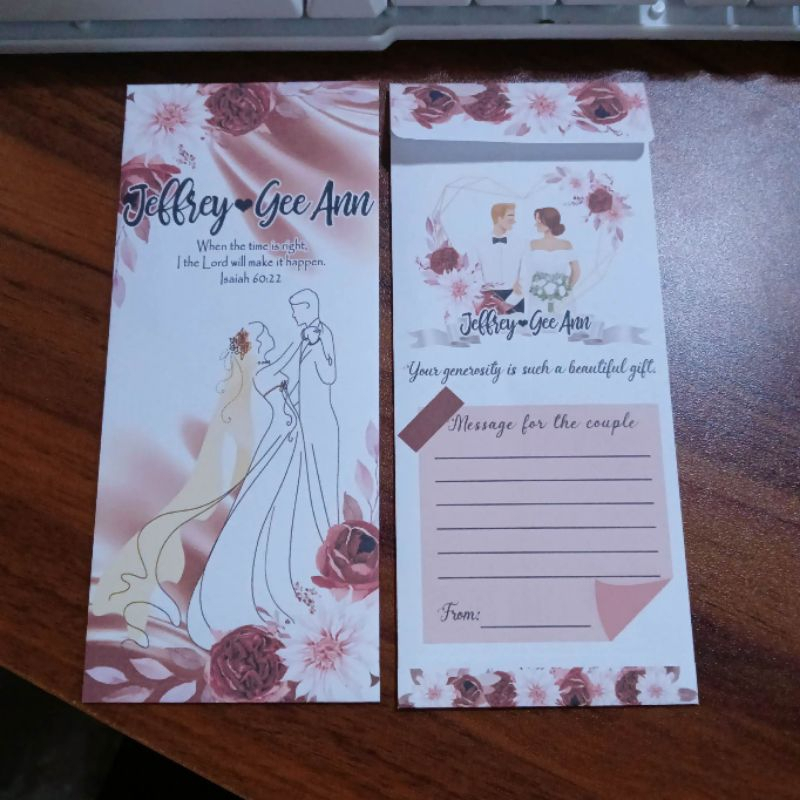 Jeffrey❤Gee Ann
When the time is right,
I the Lord will make it happen.
Isaiah 60:22
Jeffrey❤Gee Ann
Your generosity is such a beautiful gift.
Message for the couple
From: